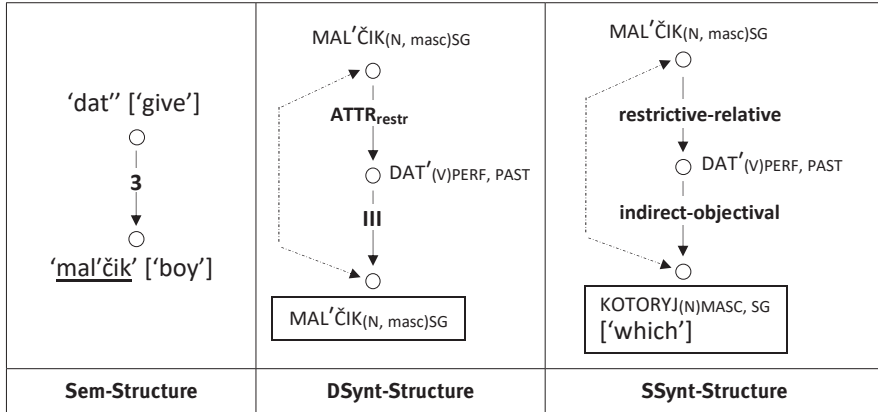 ‘dat’’ [‘give’]
3
‘mal′čik’ [‘boy’]
MAL′ČIK(N, masc)SG
ATTRrestr
DAT′(V)PERF, PAST
III
MAL′ČIK(N, masc)SG
MAL′ČIK(N, masc)SG
restrictive-relative
DAT′(V)PERF, PAST
indirect-objectival
KOTORYJ(N)MASC, SG
[‘which’]
Sem-Structure
DSynt-Structure
SSynt-Structure